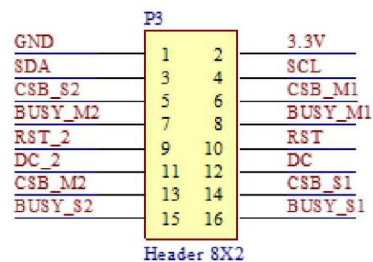 P3
GND 1 2 3.3V
SDA 3 4 SCL
CSB_S2 5 6 CSB_M1
BUSY_M2 7 8 BUSY_M1
RST_2 9 10 RST
DC_2 11 12 DC
CSB_M2 13 14 CSB_S1
BUSY_S2 15 16 BUSY_S1
Header 8X2